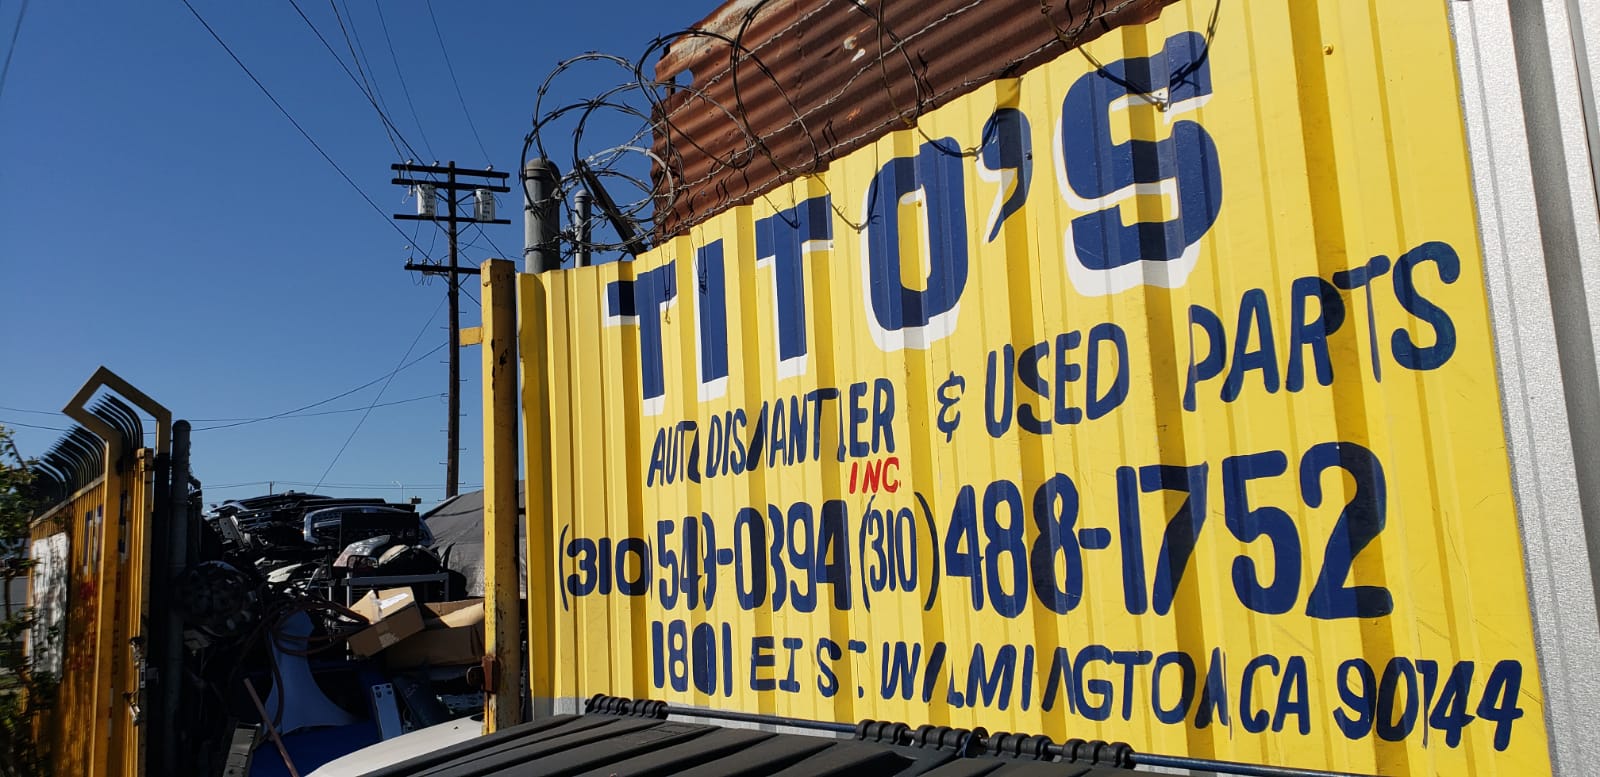 TITO'S
AUTO DISMANTLER & USED PARTS
INC.
(310) 549-0394 (310) 488-1752
1801 E I ST. WILMINGTON, CA 90744